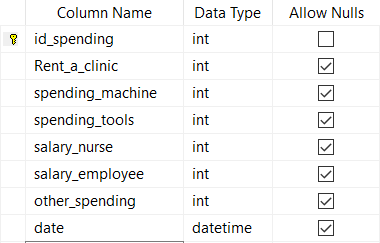 Column Name Data Type Allow Nulls
id_spending int
Rent_a_clinic int
spending_machine int
spending_tools int
salary_nurse int
salary_employee int
other_spending int
date datetime